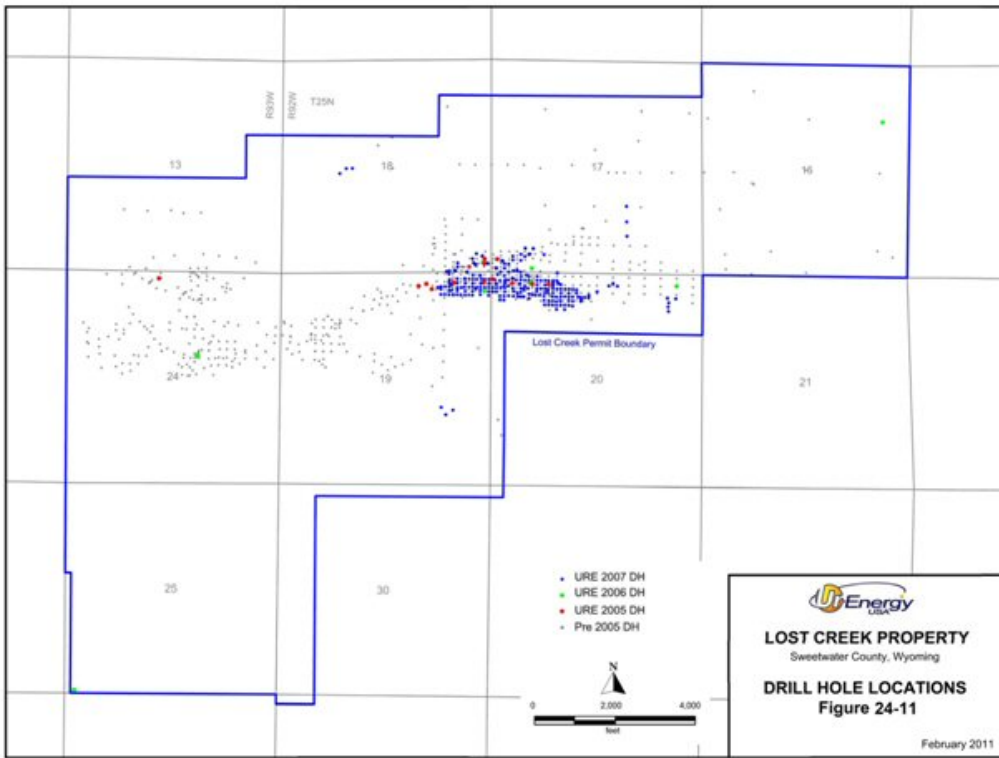 R93W
R92W
T25N
13
18
17
16
Lost Creek Permit Boundary
24
19
20
21
25
30
URE 2007 DH
URE 2006 DH
URE 2005 DH
Pre 2005 DH
N
0 2,000 4,000
feet
Ur Energy
USA
LOST CREEK PROPERTY
Sweetwater County, Wyoming
DRILL HOLE LOCATIONS
Figure 24-11
February 2011